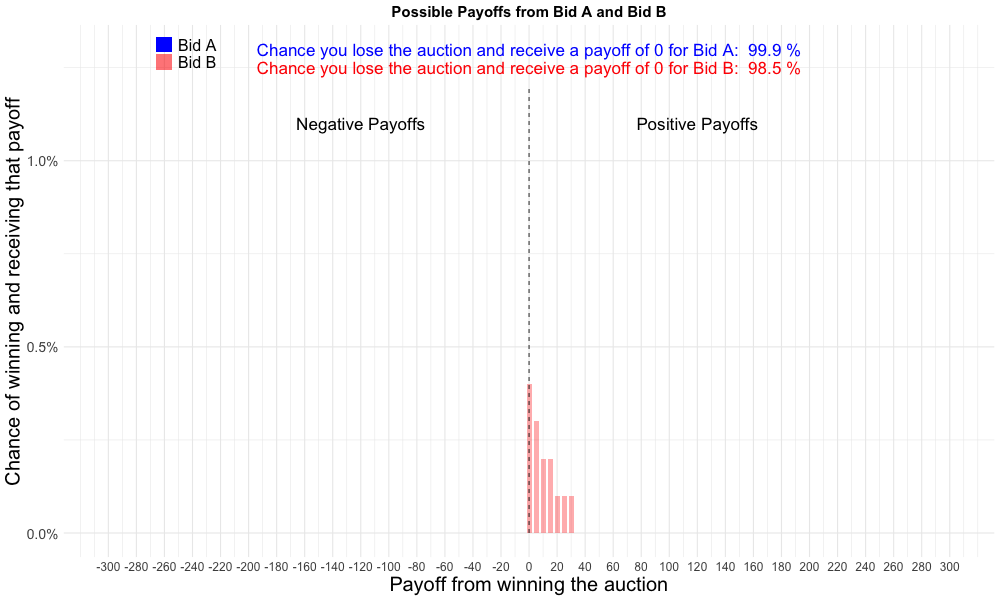 Possible Payoffs from Bid A and Bid B
Bid A
Bid B
Chance you lose the auction and receive a payoff of 0 for Bid A: 99.9 %
Chance you lose the auction and receive a payoff of 0 for Bid B: 98.5 %
Negative Payoffs
Positive Payoffs
Chance of winning and receiving that payoff
1.0%
0.5%
0.0%
-300 -280 -260 -240 -220 -200 -180 -160 -140 -120 -100 -80 -60 -40 -20 0 20 40 60 80 100 120 140 160 180 200 220 240 260 280 300
Payoff from winning the auction